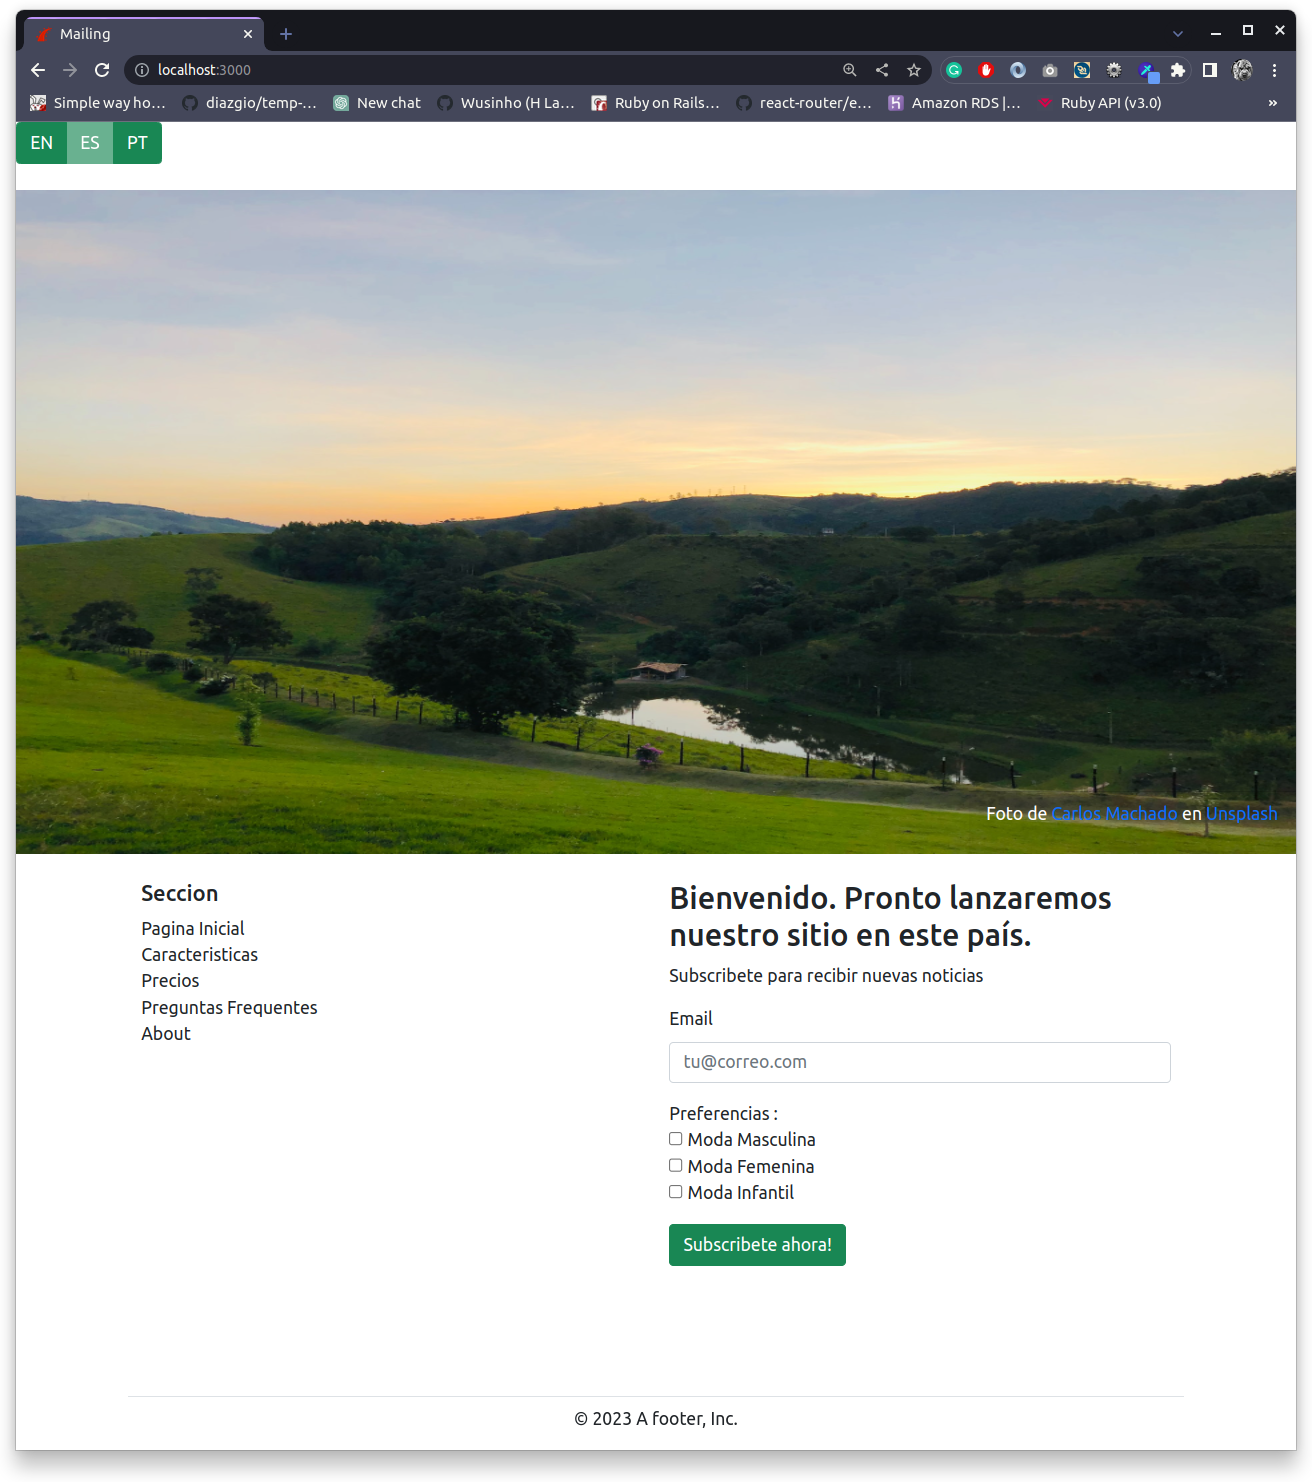 Mailing
localhost:3000
Simple way ho...
diazgio/temp-...
New chat
Wusinho (H La...
Ruby on Rails...
react-router/e...
Amazon RDS |...
Ruby API (v3.0)
»
EN
ES
PT
Foto de Carlos Machado en Unsplash
Seccion
Pagina Inicial
Caracteristicas
Precios
Preguntas Frequentes
About
Bienvenido. Pronto lanzaremos
nuestro sitio en este país.
Subscribete para recibir nuevas noticias
Email
tu@correo.com
Preferencias :
Moda Masculina
Moda Femenina
Moda Infantil
Subscribete ahora!
© 2023 A footer, Inc.